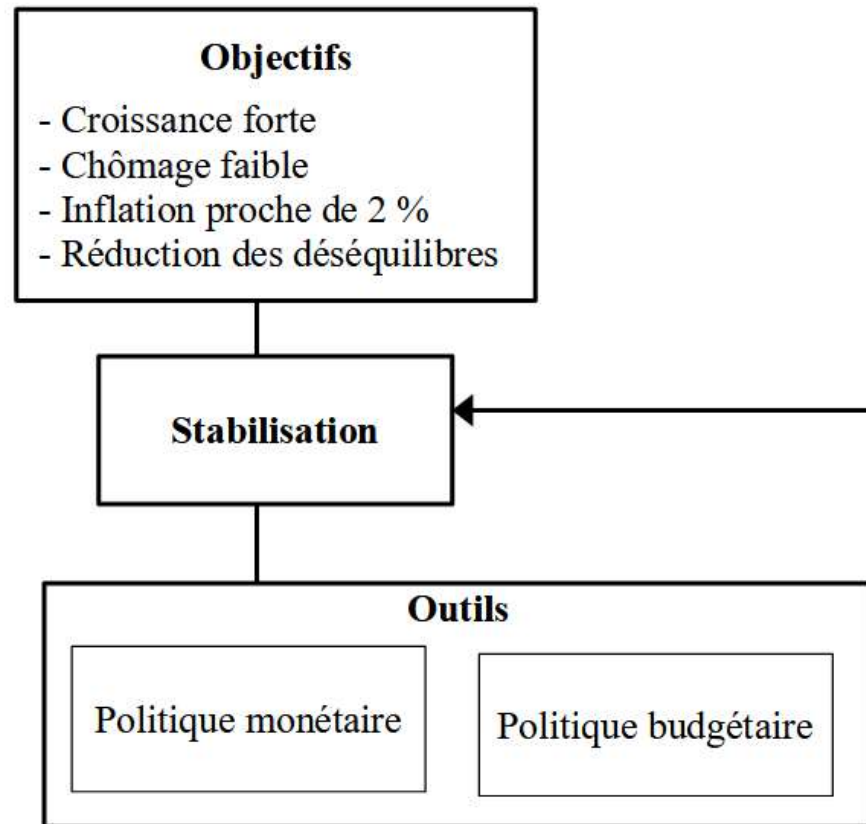 Objectifs
- Croissance forte
- Chômage faible
- Inflation proche de 2 %
- Réduction des déséquilibres
Stabilisation
Outils
Politique monétaire
Politique budgétaire